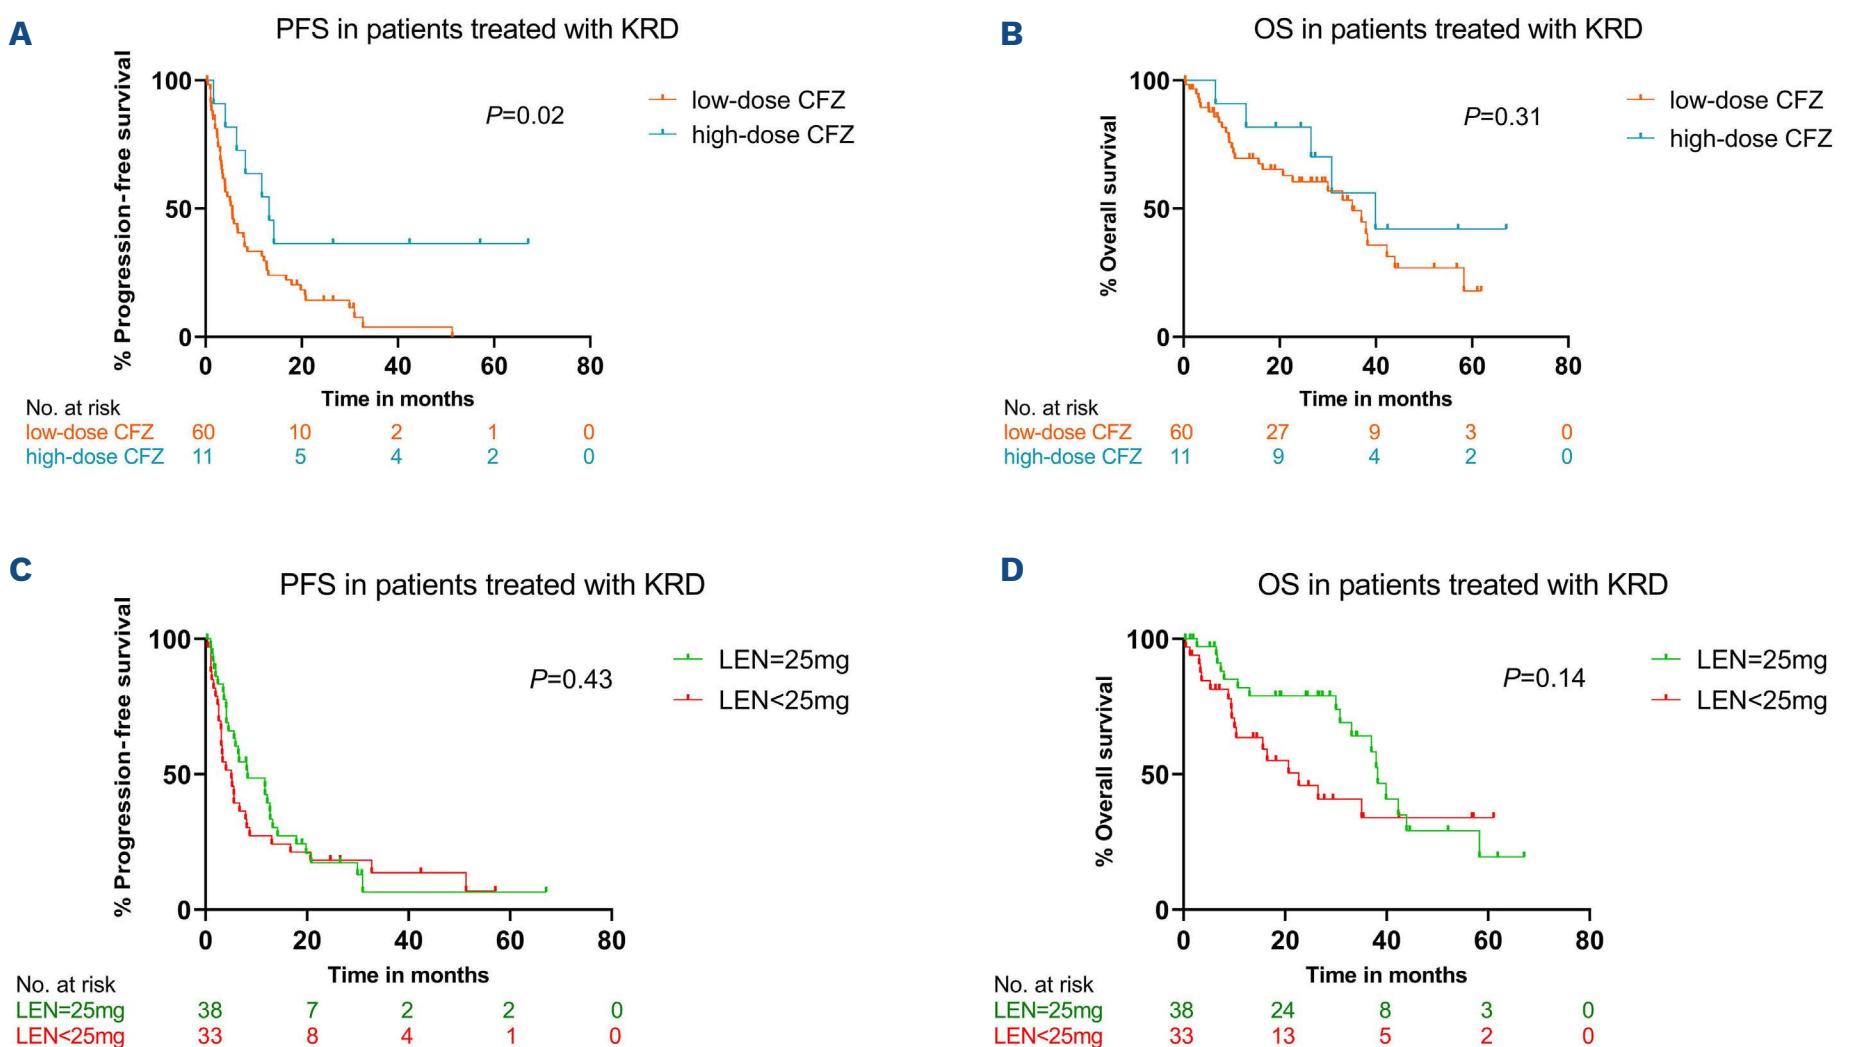 A
PFS in patients treated with KRD
% Progression-free survival
100
50
0
0 20 40 60 80
P=0.02
low-dose CFZ
high-dose CFZ
Time in months
No. at risk
low-dose CFZ 60 10 2 1 0
high-dose CFZ 11 5 4 2 0
B
OS in patients treated with KRD
% Overall survival
100
50
0
0 20 40 60 80
P=0.31
low-dose CFZ
high-dose CFZ
Time in months
No. at risk
low-dose CFZ 60 27 9 3 0
high-dose CFZ 11 9 4 2 0
C
PFS in patients treated with KRD
% Progression-free survival
100
50
0
0 20 40 60 80
P=0.43
LEN=25mg
LEN<25mg
Time in months
No. at risk
LEN=25mg 38 7 2 2 0
LEN<25mg 33 8 4 1 0
D
OS in patients treated with KRD
% Overall survival
100
50
0
0 20 40 60 80
P=0.14
LEN=25mg
LEN<25mg
Time in months
No. at risk
LEN=25mg 38 24 8 3 0
LEN<25mg 33 13 5 2 0